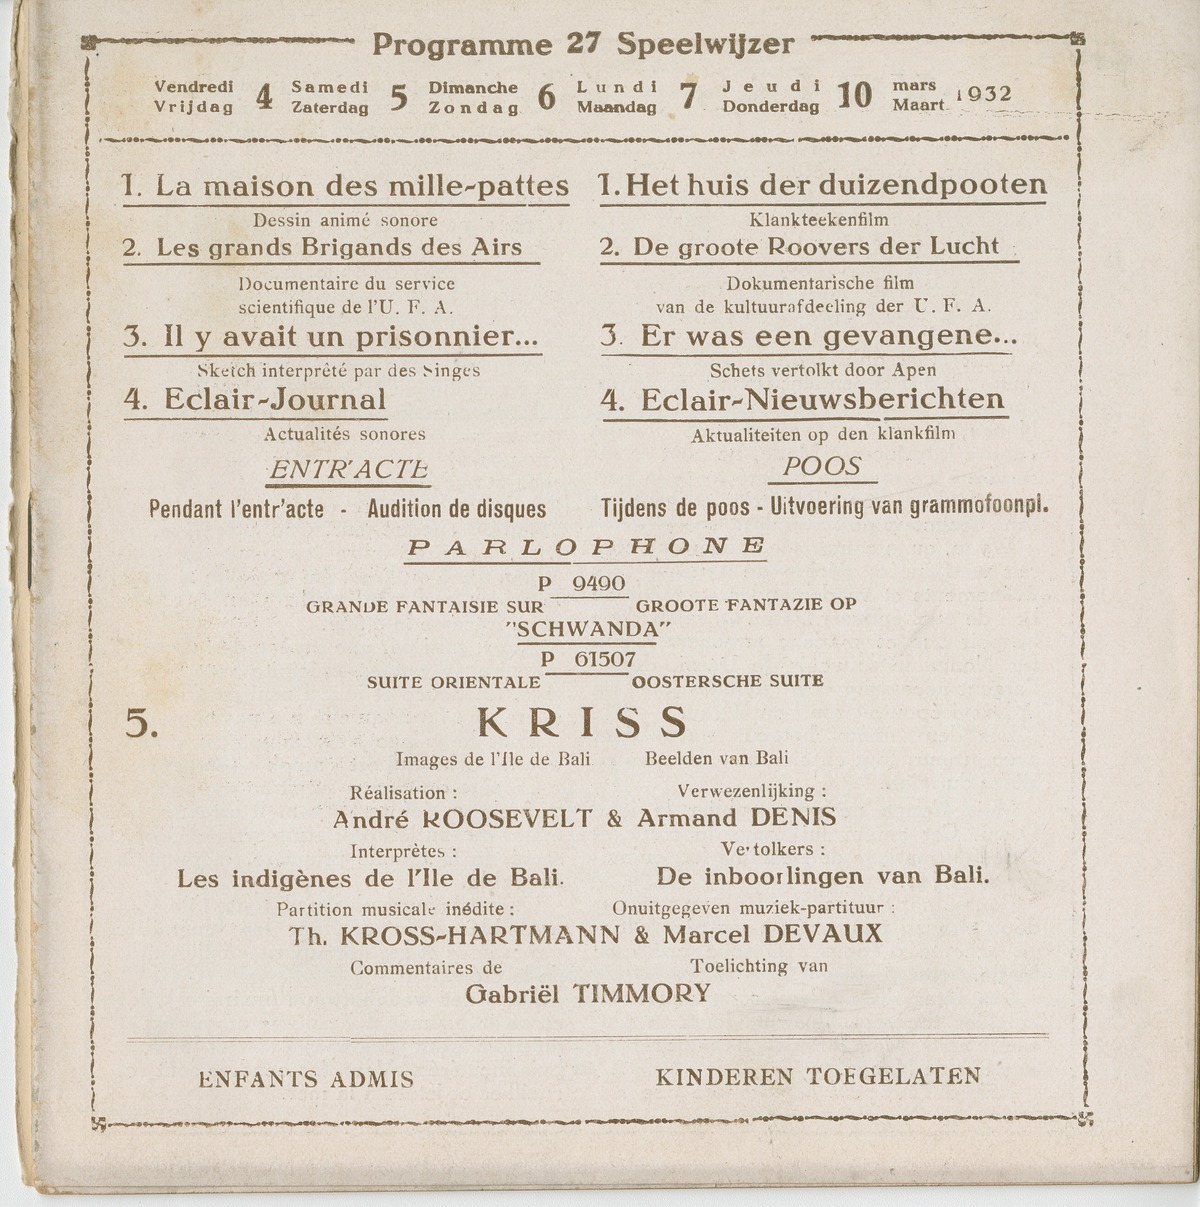 Programme 27 Speelwijzer
Vendredi 4 Samedi 5 Dimanche 6 Lundi 7 Jeudi 10 mars 1932
Vrijdag Zaterdag Zondag Maandag Donderdag Maart
1. La maison des mille-pattes
Dessin animé sonore
2. Les grands Brigands des Airs
Documentaire du service
scientifique de l'U. F. A.
3. Il y avait un prisonnier...
Sketch interprèté par des Singes
4. Eclair-Journal
Actualités sonores
ENTR'ACTE
Pendant l'entr'acte - Audition de disques
1. Het huis der duizendpooten
Klankteekenfilm
2. De groote Roovers der Lucht
Dokumentarische film
van de kultuurafdeeling der U. F. A.
3. Er was een gevangene...
Schets vertolkt door Apen
4. Eclair-Nieuwsberichten
Aktualiteiten op den klankfilm
POOS
Tijdens de poos - Uitvoering van grammofoonpl.
PARLOPHONE
P 9490
GRANDE FANTAISIE SUR GROOTE FANTAZIE OP
"SCHWANDA"
P 61507
SUITE ORIENTALE OOSTERSCHE SUITE
5. KRISS
Images de l'Ile de Bali Beelden van Bali
Réalisation : Verwezenlijking :
André ROOSEVELT & Armand DENIS
Interprètes : Vertolkers :
Les indigènes de l'Ile de Bali. De inboorlingen van Bali.
Partition musicale inédite : Onuitgegeven muziek-partituur :
Th. KROSS-HARTMANN & Marcel DEVAUX
Commentaires de Toelichting van
Gabriël TIMMORY
ENFANTS ADMIS KINDEREN TOEGELATEN